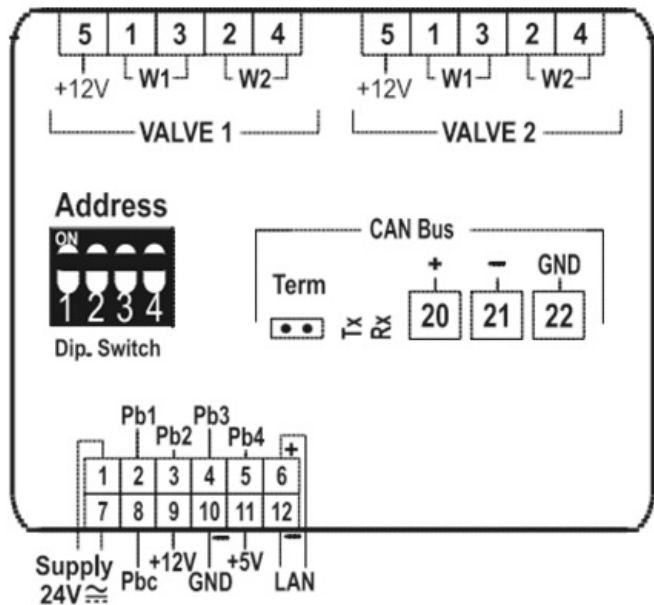 5 1 3 2 4 5 1 3 2 4
+12V W1 W2 +12V W1 W2
VALVE 1 VALVE 2
Address
ON
1 2 3 4
Dip. Switch
CAN Bus
Term + - GND
Tx Rx 20 21 22
Pb1 Pb3
Pb2 Pb4 +
1 2 3 4 5 6
7 8 9 10 11 12
- -
Supply Pbc +12V GND +5V LAN
24V ≂